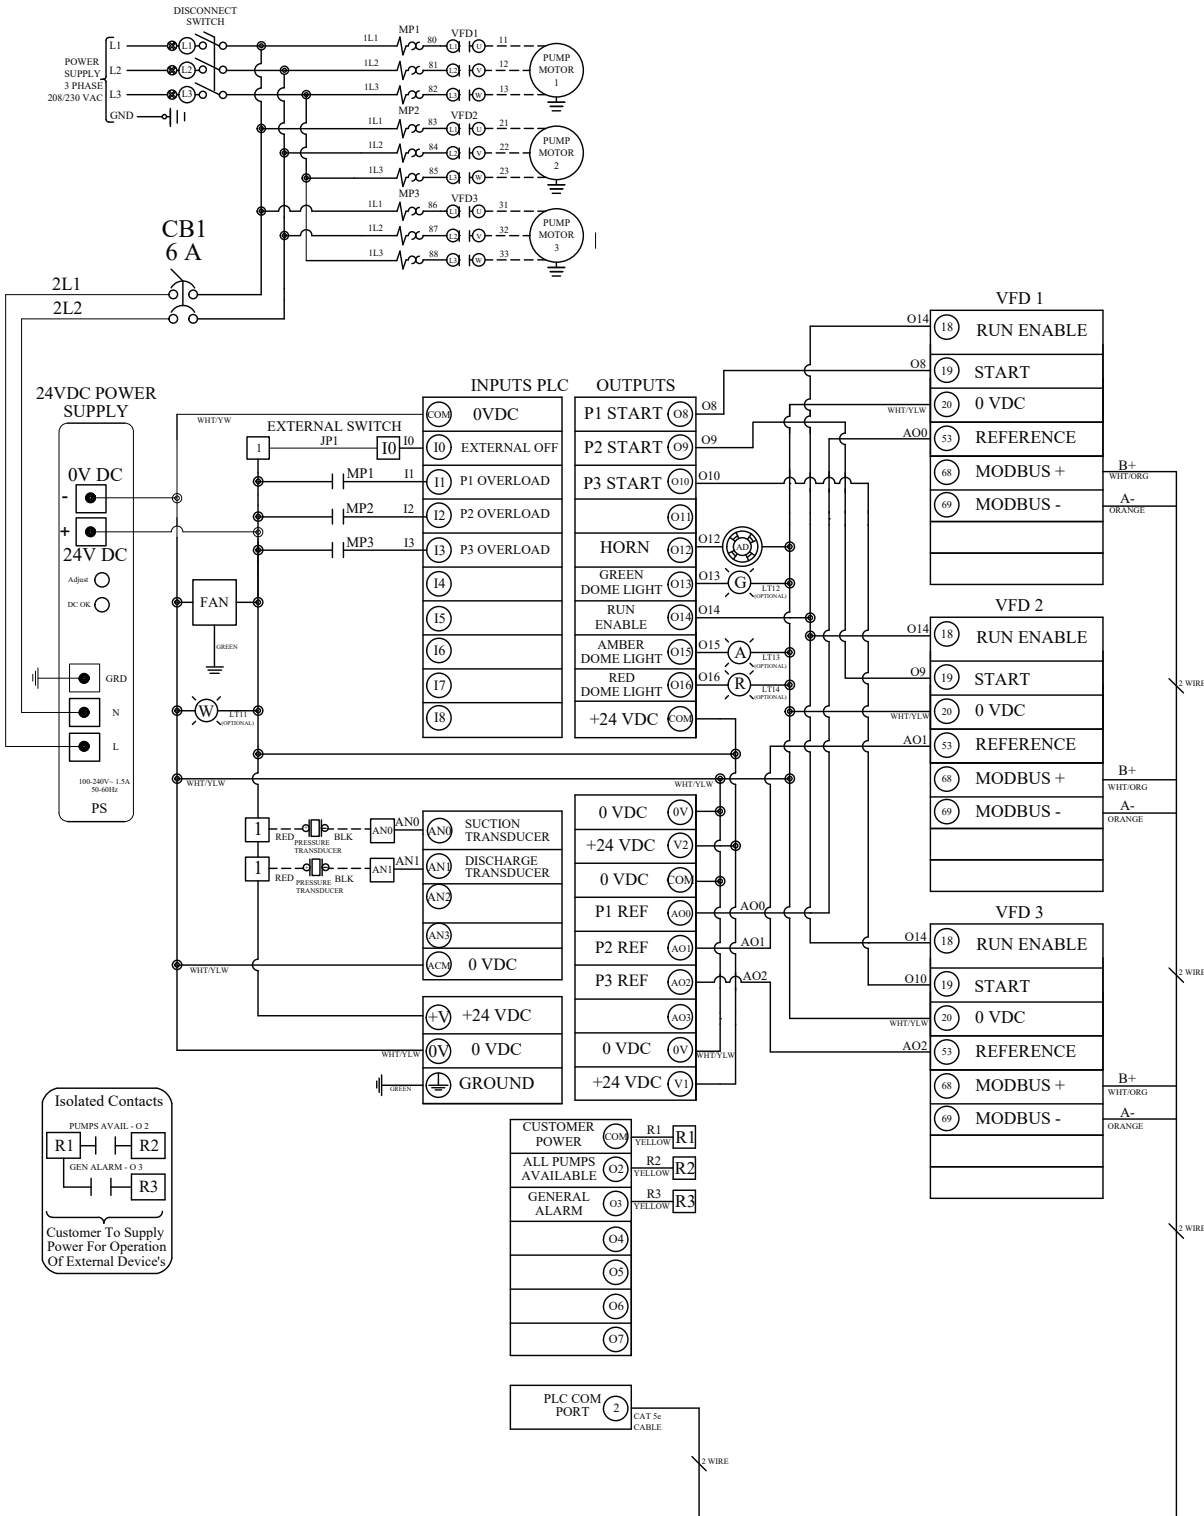 DISCONNECT
SWITCH
POWER
SUPPLY
3 PHASE
208/230 VAC
L1
L2
L3
GND
L1
L2
L3
1L1
MP1
80
VFD1
L1
U
11
1L2
81
L2
V
12
1L3
82
L3
W
13
PUMP
MOTOR
1
1L1
MP2
83
VFD2
L1
U
21
1L2
84
L2
V
22
1L3
85
L3
W
23
PUMP
MOTOR
2
1L1
MP3
86
VFD3
L1
U
31
1L2
87
L2
V
32
1L3
88
L3
W
33
PUMP
MOTOR
3
CB1
6 A
2L1
2L2
24VDC POWER
SUPPLY
0V DC
-
+
24V DC
Adjust
DC OK
GRD
N
L
100-240V~ 1.5A
50-60Hz
PS
WHT/YW
EXTERNAL SWITCH
1
JP1
I0
I0
MP1
I1
MP2
I2
MP3
I3
FAN
GREEN
W
LT11
(OPTIONAL)
INPUTS PLC
OUTPUTS
COM
0VDC
I0
EXTERNAL OFF
I1
P1 OVERLOAD
I2
P2 OVERLOAD
I3
P3 OVERLOAD
I4
I5
I6
I7
I8
P1 START
O8
O8
P2 START
O9
O9
P3 START
O10
O10
O11
HORN
O12
O12
AD
GREEN
DOME LIGHT
O13
O13
G
LT12
(OPTIONAL)
RUN
ENABLE
O14
O14
AMBER
DOME LIGHT
O15
O15
A
LT13
(OPTIONAL)
RED
DOME LIGHT
O16
O16
R
LT14
(OPTIONAL)
+24 VDC
COM
WHT/YLW
WHT/YLW
1
RED
PRESSURE
TRANSDUCER
BLK
AN0
AN0
1
RED
PRESSURE
TRANSDUCER
BLK
AN1
AN1
AN0
SUCTION
TRANSDUCER
AN1
DISCHARGE
TRANSDUCER
AN2
AN3
WHT/YLW
ACM
0 VDC
+V
+24 VDC
WHT/YLW
0V
0 VDC
GREEN
GROUND
0 VDC
0V
+24 VDC
V2
0 VDC
COM
P1 REF
AO0
AO0
P2 REF
AO1
AO1
P3 REF
AO2
AO2
AO3
0 VDC
0V
WHT/YLW
+24 VDC
V1
VFD 1
O14
18
RUN ENABLE
O8
19
START
WHT/YLW
20
0 VDC
AO0
53
REFERENCE
68
MODBUS +
B+
WHT/ORG
69
MODBUS -
A-
ORANGE
VFD 2
O14
18
RUN ENABLE
O9
19
START
WHT/YLW
20
0 VDC
AO1
53
REFERENCE
68
MODBUS +
B+
WHT/ORG
69
MODBUS -
A-
ORANGE
2 WIRE
VFD 3
O14
18
RUN ENABLE
O10
19
START
WHT/YLW
20
0 VDC
AO2
53
REFERENCE
68
MODBUS +
B+
WHT/ORG
69
MODBUS -
A-
ORANGE
2 WIRE
2 WIRE
Isolated Contacts
PUMPS AVAIL - O 2
R1
R2
GEN ALARM - O 3
R3
Customer To Supply
Power For Operation
Of External Device's
CUSTOMER
POWER
COM
R1
YELLOW
R1
ALL PUMPS
AVAILABLE
O2
R2
YELLOW
R2
GENERAL
ALARM
O3
R3
YELLOW
R3
O4
O5
O6
O7
PLC COM
PORT
2
CAT 5e
CABLE
2 WIRE